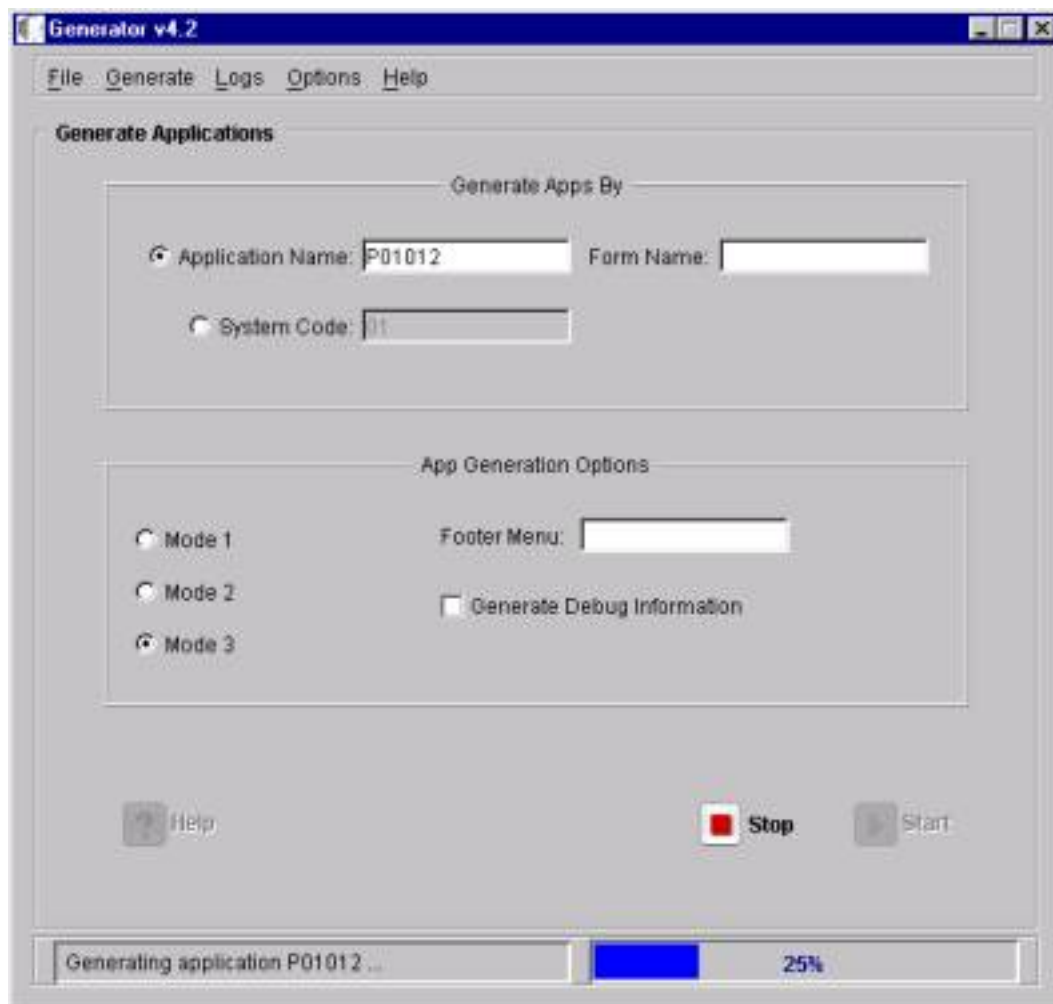 Generator v4.2
File Generate Logs Options Help
Generate Applications
Generate Apps By
Application Name: P01012 Form Name:
System Code: 01
App Generation Options
Mode 1 Footer Menu:
Mode 2
Generate Debug Information
Mode 3
Help Stop Start
Generating application P01012 ... 25%